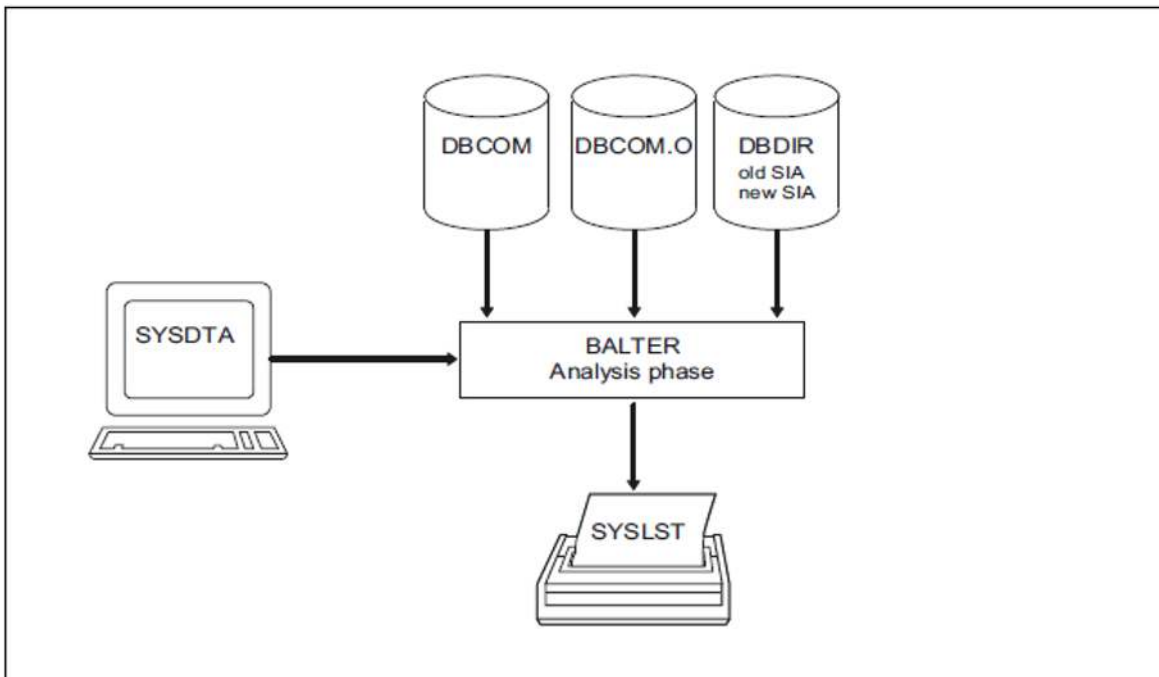 DBCOM
DBCOM.O
DBDIR
old SIA
new SIA
SYSDTA
BALTER
Analysis phase
SYSLST